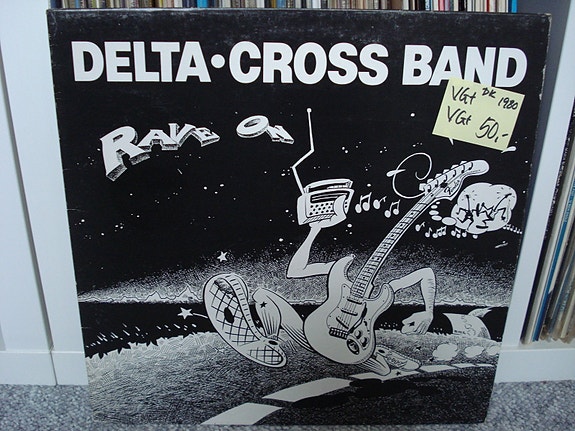 DELTA•CROSS BAND
VG+ DK 1980
VG+ 50,-
RAVE ON